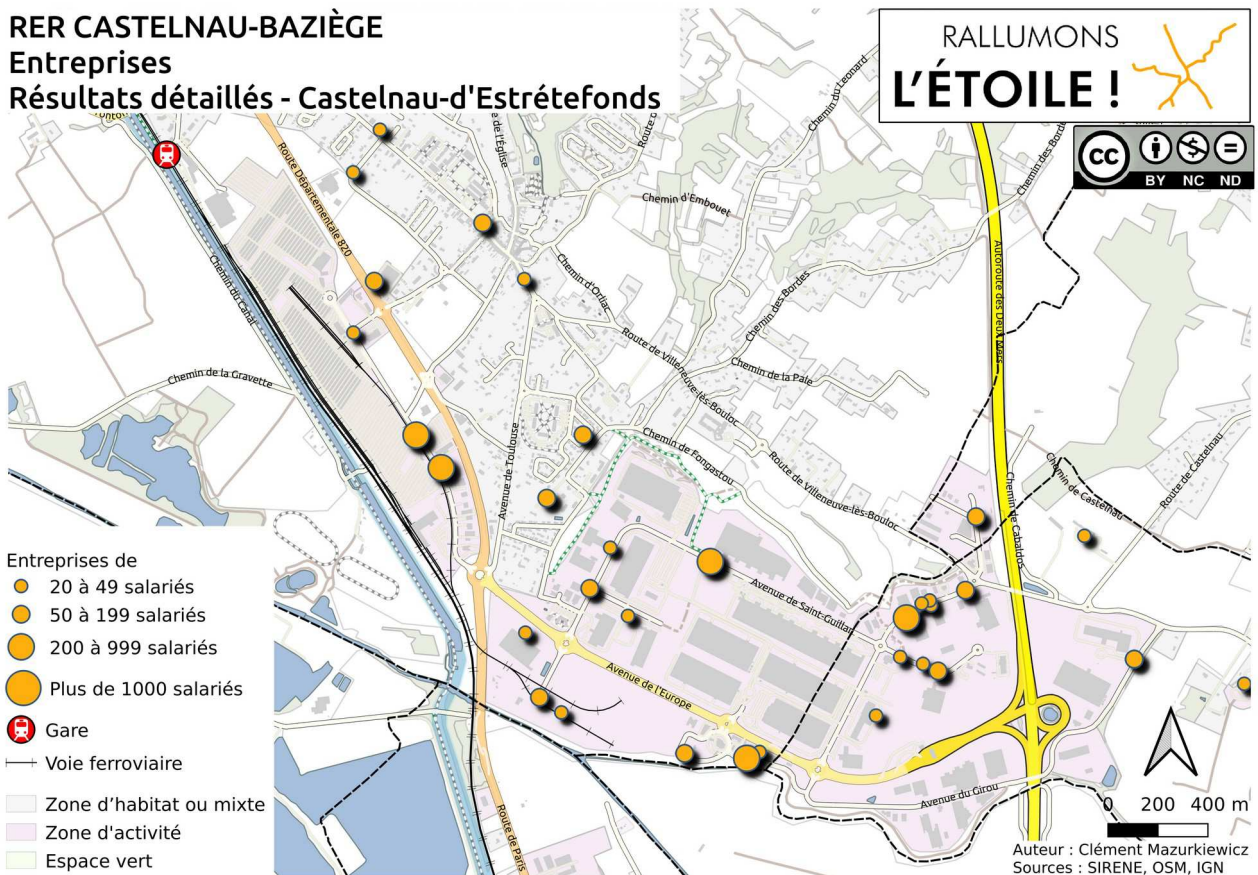 RER CASTELNAU-BAZIÈGE
Entreprises
Résultats détaillés - Castelnau-d'Estrétefonds
RALLUMONS
L'ÉTOILE !
CC
BY NC ND
Route Départementale 820
Chemin du Leonard
Chemin d'Embouet
Chemin du Canal
Chemin d'Orliac
Chemin des Bordes
Autoroute des Deux Mers
Route de Villeneuve-lès-Bouloc
Chemin de la Pale
Chemin de la Gravette
Avenue de Toulouse
Chemin de Fongastou
Route de Villeneuve-lès-Bouloc
Chemin de Cabaldos
Chemin de Castelnau
Route de Castelnau
Avenue de Saint-Guillan
Avenue de l'Europe
Avenue du Girou
Route de Paris
Entreprises de
20 à 49 salariés
50 à 199 salariés
200 à 999 salariés
Plus de 1000 salariés
Gare
Voie ferroviaire
Zone d'habitat ou mixte
Zone d'activité
Espace vert
0 200 400 m
Auteur : Clément Mazurkiewicz
Sources : SIRENE, OSM, IGN